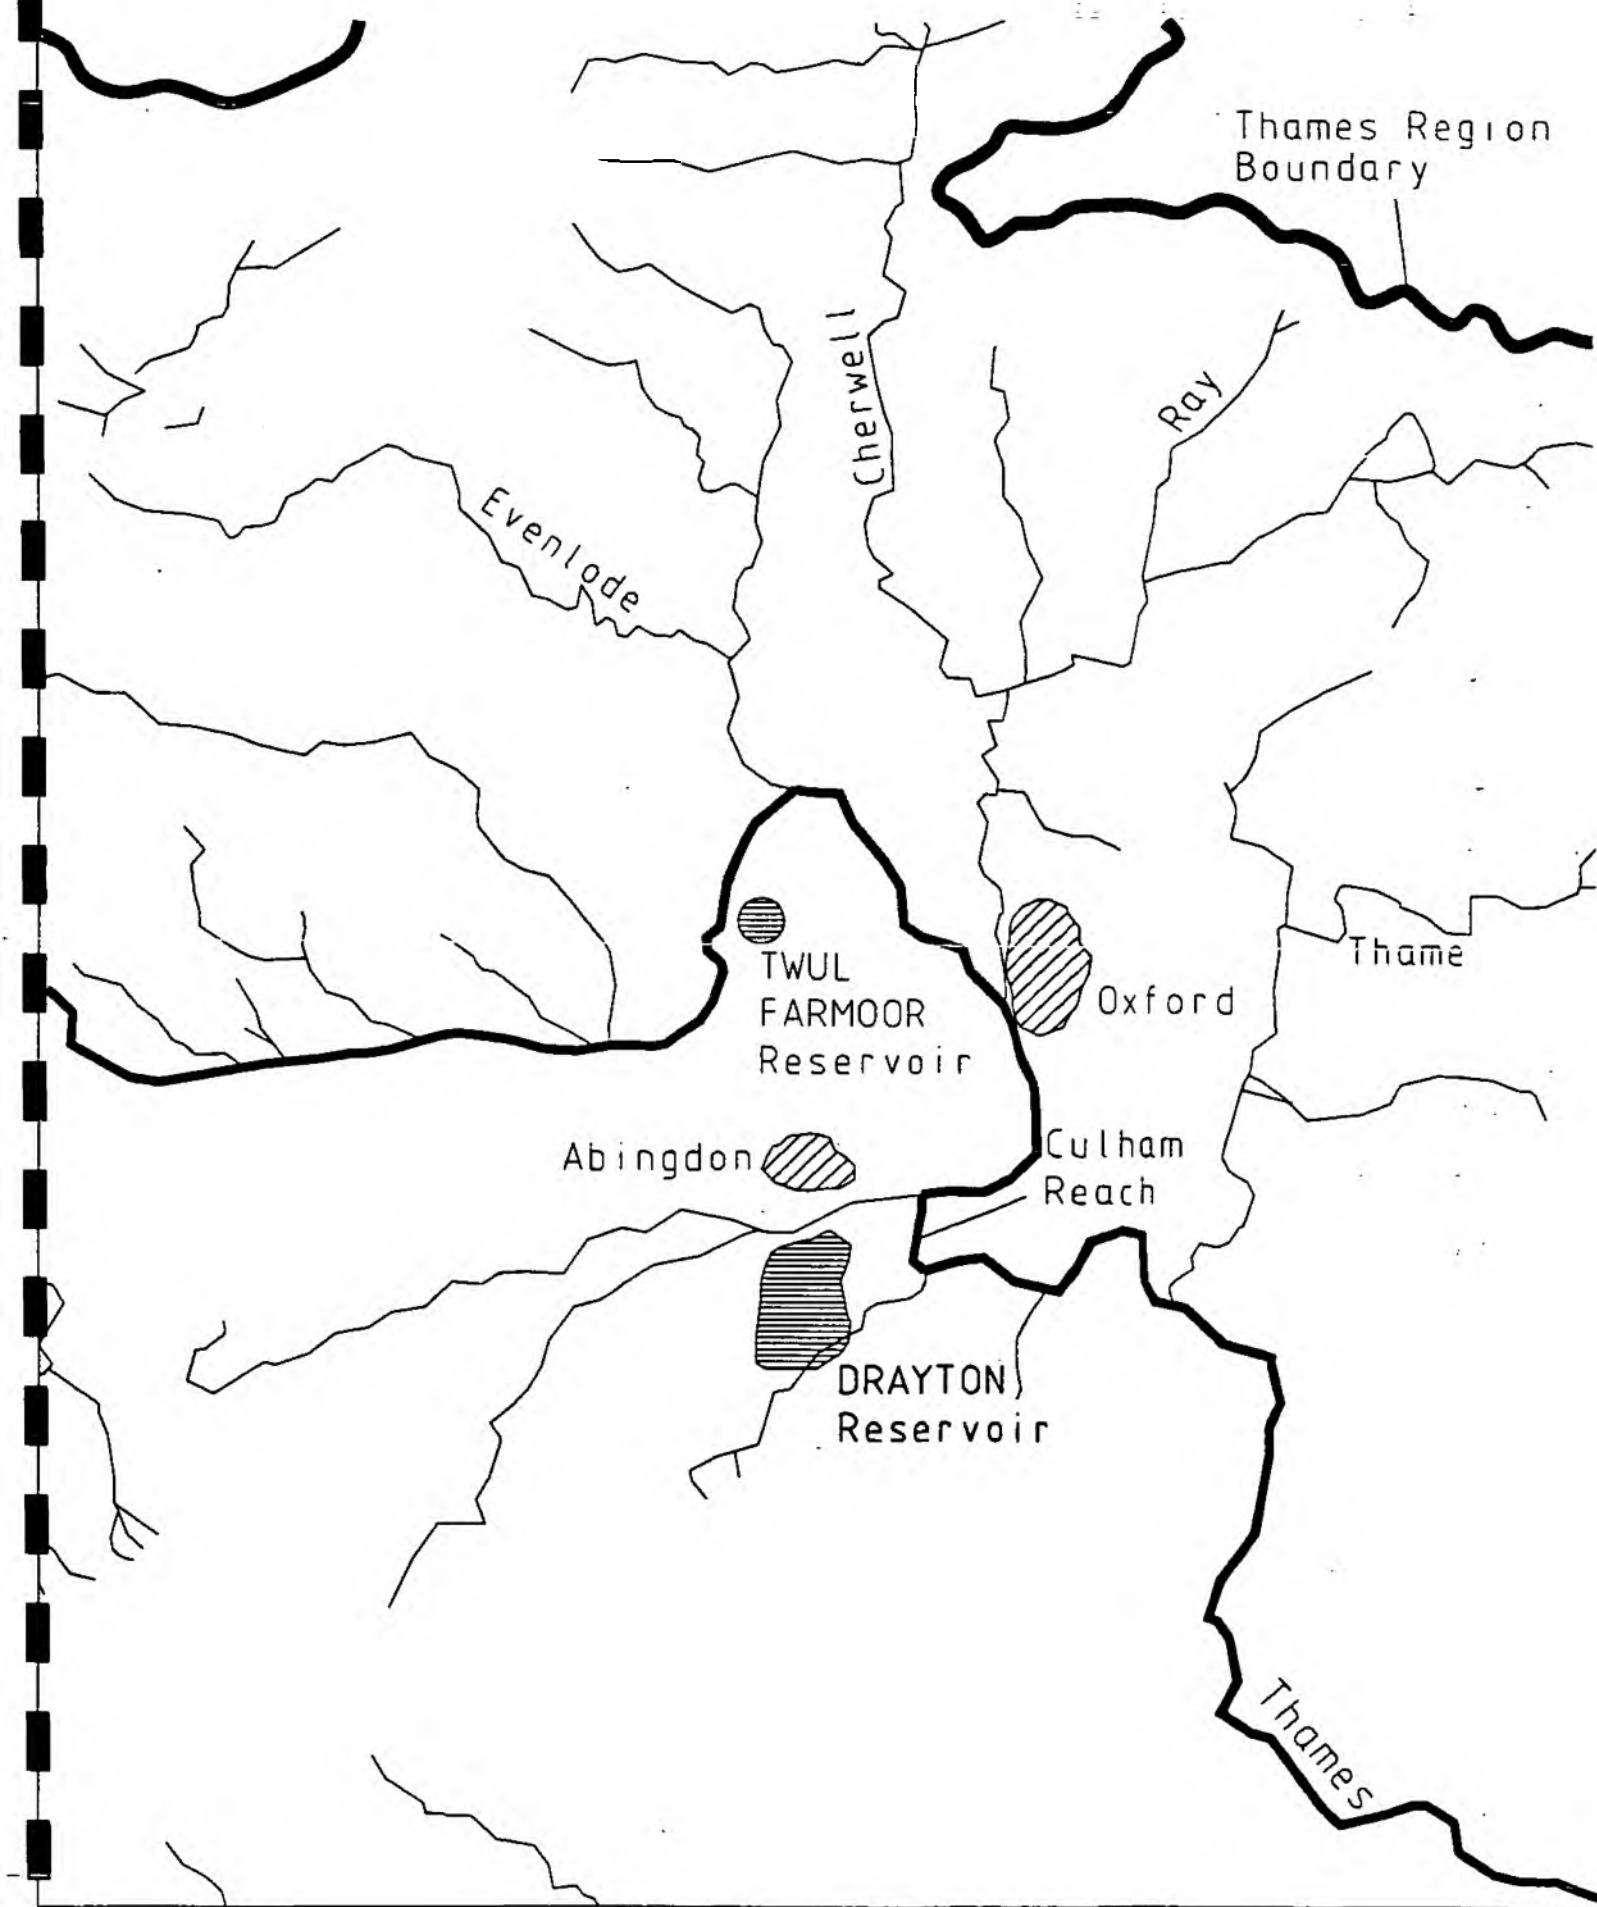 Thames Region
Boundary
Cherwell
Ray
Evenlode
Thame
TWUL
FARMOOR
Reservoir
Oxford
Abingdon
Culham
Reach
DRAYTON
Reservoir
Thames